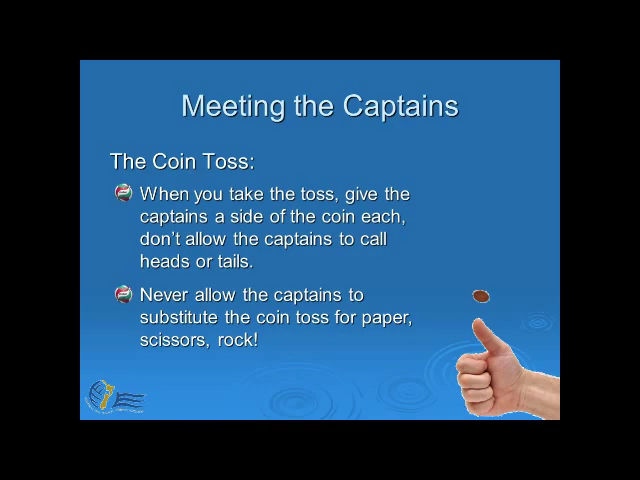 Meeting the Captains
The Coin Toss:
When you take the toss, give the
captains a side of the coin each,
don't allow the captains to call
heads or tails.
Never allow the captains to
substitute the coin toss for paper,
scissors, rock!